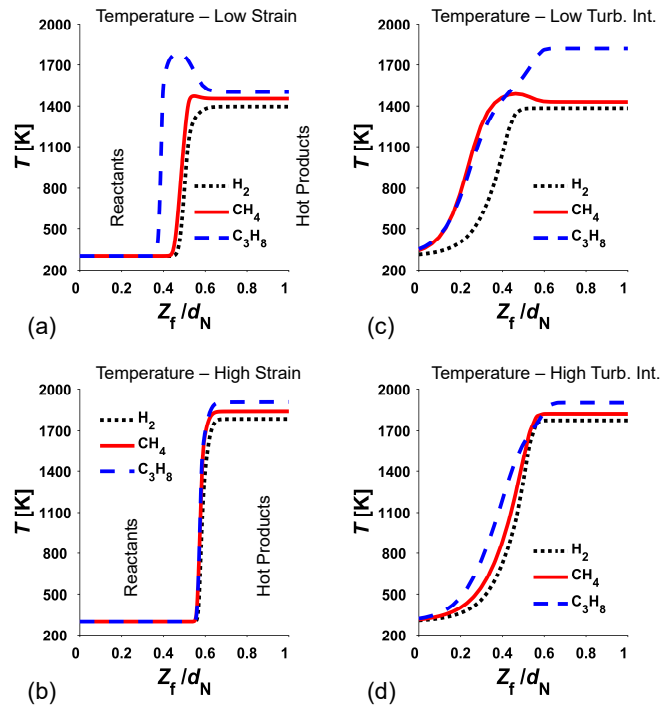 Temperature – Low Strain
2000
1700
1400
1100
800
500
200
T [K]
Reactants
Hot Products
H2
CH4
C3H8
0 0.2 0.4 0.6 0.8 1
Zf /dN
(a)
Temperature – Low Turb. Int.
2000
1700
1400
1100
800
500
200
T [K]
H2
CH4
C3H8
0 0.2 0.4 0.6 0.8 1
Zf /dN
(c)
Temperature – High Strain
2000
1700
1400
1100
800
500
200
T [K]
H2
CH4
C3H8
Reactants
Hot Products
0 0.2 0.4 0.6 0.8 1
Zf /dN
(b)
Temperature – High Turb. Int.
2000
1700
1400
1100
800
500
200
T [K]
H2
CH4
C3H8
0 0.2 0.4 0.6 0.8 1
Zf /dN
(d)